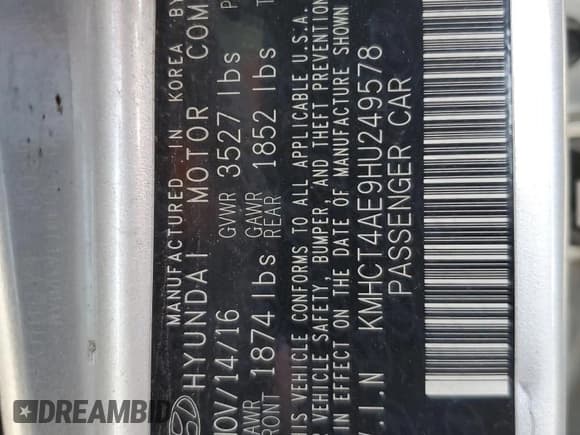 MANUFACTURED IN KOREA BY
HYUNDAI MOTOR COM
NOV/14/16 GVWR 3527 lbs
GAWR FRONT 1874 lbs GAWR REAR 1852 lbs
THIS VEHICLE CONFORMS TO ALL APPLICABLE U.S.A.
VEHICLE SAFETY, BUMPER, AND THEFT PREVENTION
IN EFFECT ON THE DATE OF MANUFACTURE SHOWN
V.I.N KMHCT4AE9HU249578
PASSENGER CAR
DREAMBID